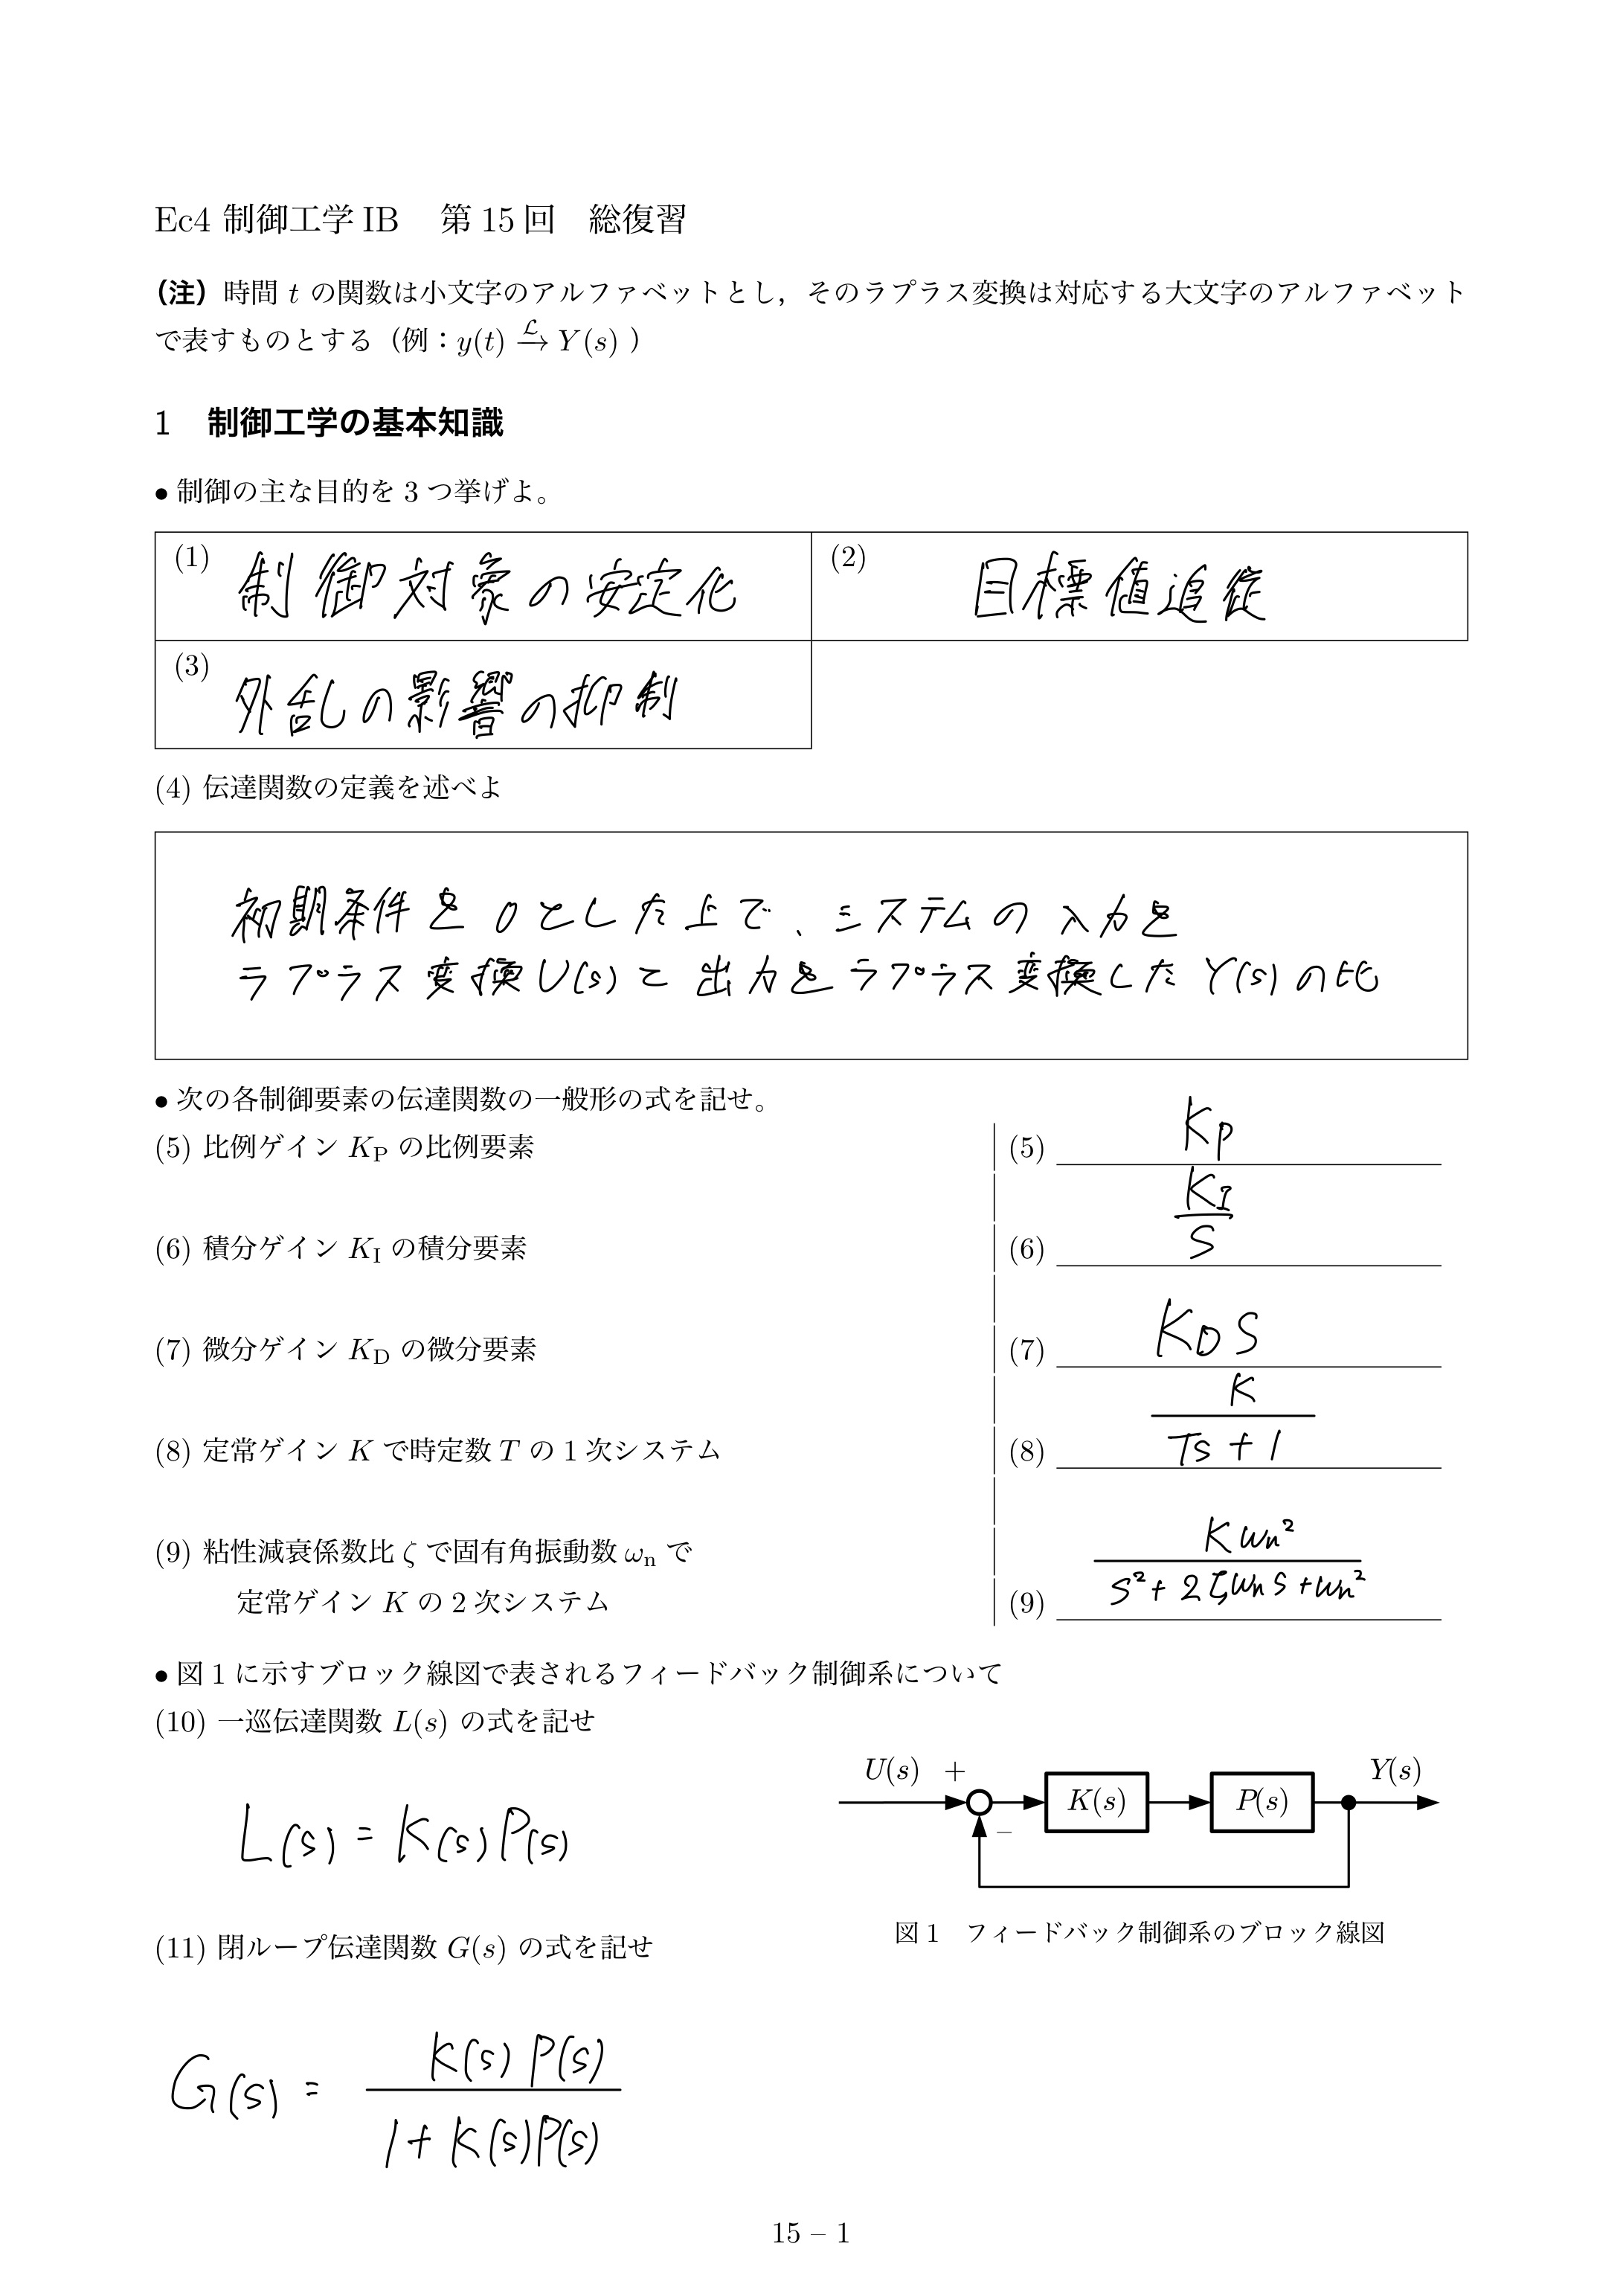 Ec4 制御工学 IB 第 15 回 総復習
（注）時間 t の関数は小文字のアルファベットとし，そのラプラス変換は対応する大文字のアルファベット
で表すものとする（例：y(t) →^ℒ Y(s) ）
1 制御工学の基本知識
• 制御の主な目的を 3 つ挙げよ。
(1) 制御対象の安定化
(2) 目標値追従
(3) 外乱の影響の抑制
(4) 伝達関数の定義を述べよ
初期条件を0とした上で、システムの入力を
ラプラス変換U(s)と出力をラプラス変換したY(s)の比
• 次の各制御要素の伝達関数の一般形の式を記せ。
(5) 比例ゲイン K_P の比例要素
(5) K_P
(6) 積分ゲイン K_I の積分要素
(6) K_I / s
(7) 微分ゲイン K_D の微分要素
(7) K_D s
(8) 定常ゲイン K で時定数 T の 1 次システム
(8) K / (Ts + 1)
(9) 粘性減衰係数比 ζ で固有角振動数 ω_n で
定常ゲイン K の 2 次システム
(9) Kω_n² / (s² + 2ζω_n s + ω_n²)
• 図 1 に示すブロック線図で表されるフィードバック制御系について
(10) 一巡伝達関数 L(s) の式を記せ
L(s) = K(s) P(s)
U(s) + − K(s) P(s) Y(s)
図 1 フィードバック制御系のブロック線図
(11) 閉ループ伝達関数 G(s) の式を記せ
G(s) = K(s) P(s) / (1 + K(s)P(s))
15 – 1